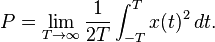 P = \lim_{T \to \infty} \frac{1}{2T} \int_{-T}^{T} x(t)^2 \, dt.